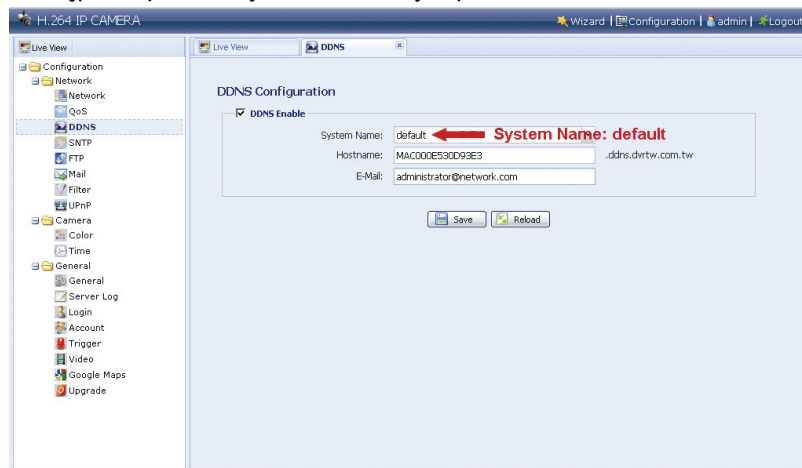 H.264 IP CAMERA
Wizard | Configuration | admin | Logout
Live View
Configuration
Network
Network
QoS
DDNS
SNTP
FTP
Mail
Filter
UPnP
Camera
Color
Time
General
General
Server Log
Login
Account
Trigger
Video
Google Maps
Upgrade
Live View
DDNS
DDNS Configuration
DDNS Enable
System Name: default System Name: default
Hostname: MAC000E530D93E3 .ddns.dvrtw.com.tw
E-Mail: administrator@network.com
Save Reload